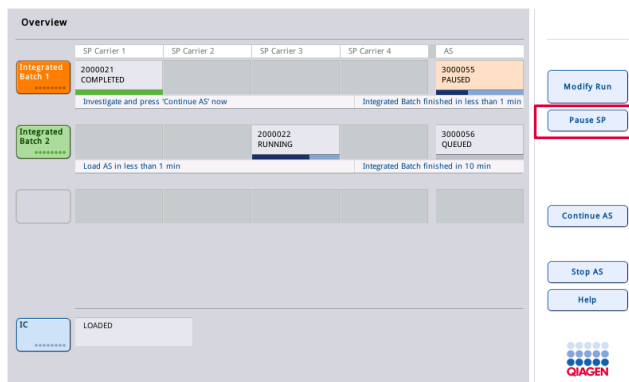 Overview
SP Carrier 1 SP Carrier 2 SP Carrier 3 SP Carrier 4 AS
Integrated
Batch 1
2000021
COMPLETED
3000055
PAUSED
Investigate and press 'Continue AS' now Integrated Batch finished in less than 1 min
Integrated
Batch 2
2000022
RUNNING
3000056
QUEUED
Load AS in less than 1 min Integrated Batch finished in 10 min
IC
LOADED
Modify Run
Pause SP
Continue AS
Stop AS
Help
QIAGEN